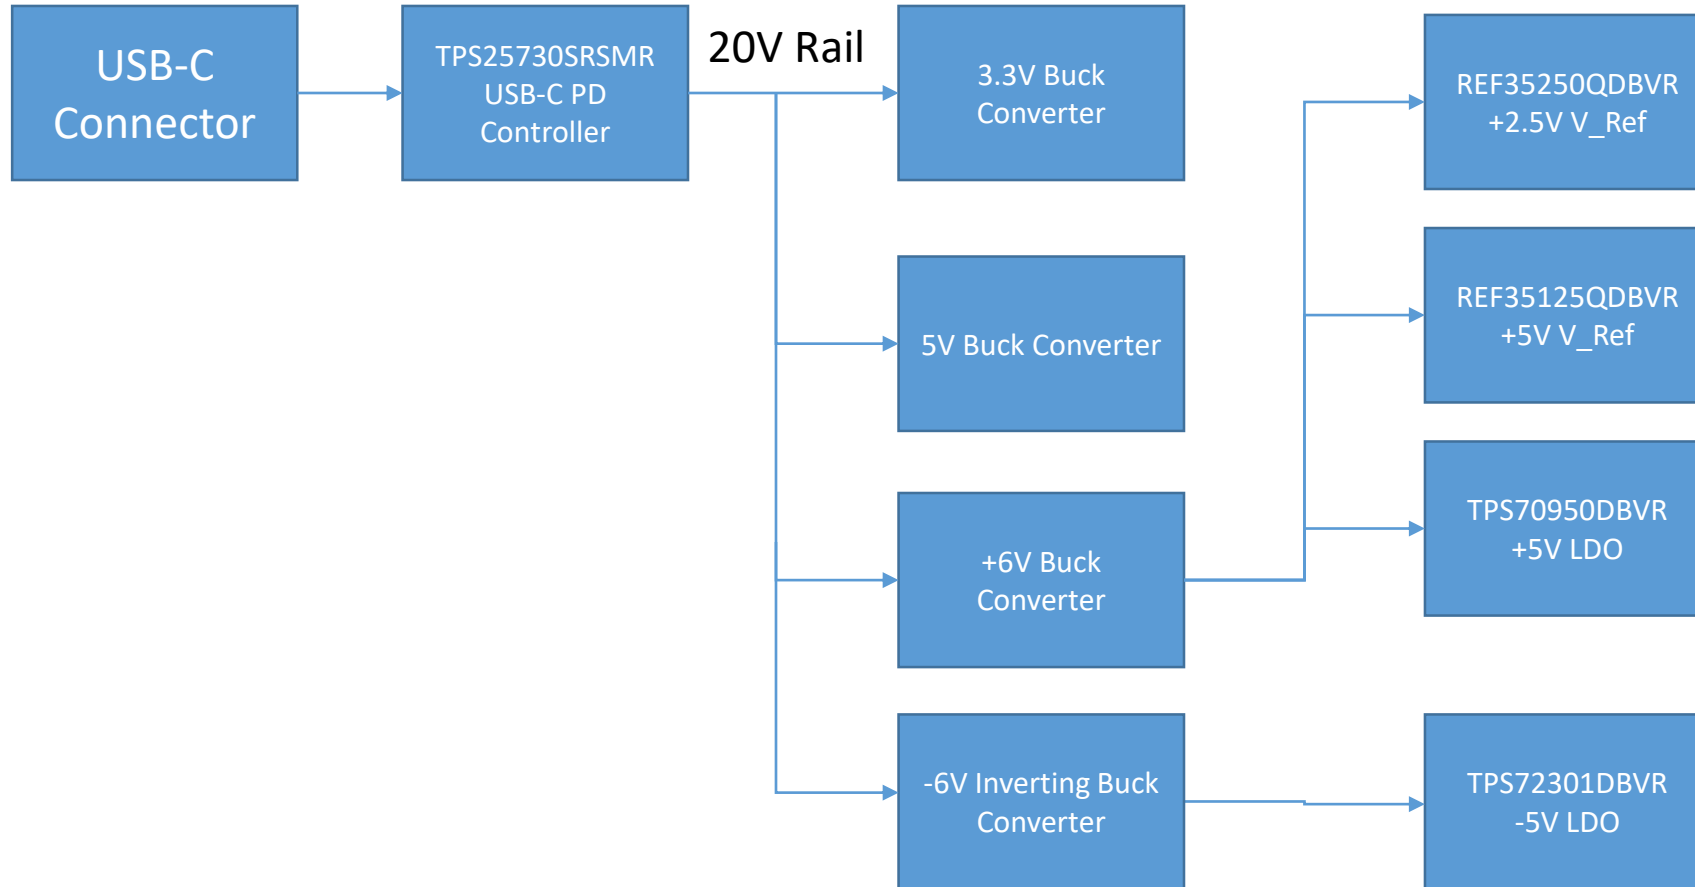 USB-C
Connector
TPS25730SRSMR
USB-C PD
Controller
20V Rail
3.3V Buck
Converter
REF35250QDBVR
+2.5V V_Ref
5V Buck Converter
REF35125QDBVR
+5V V_Ref
+6V Buck
Converter
TPS70950DBVR
+5V LDO
-6V Inverting Buck
Converter
TPS72301DBVR
-5V LDO